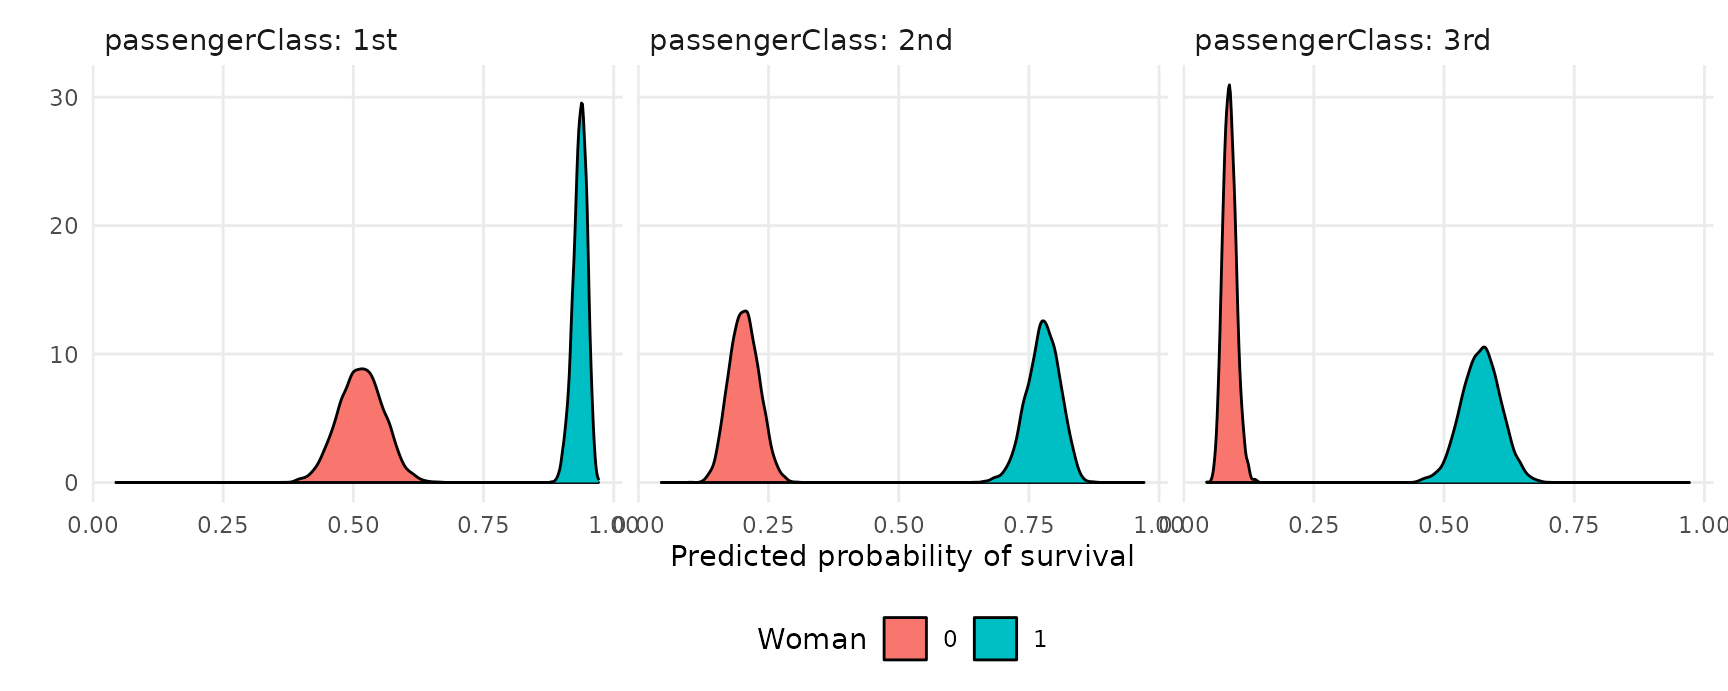 passengerClass: 1st passengerClass: 2nd passengerClass: 3rd
30
20
10
0
0.00 0.25 0.50 0.75 1.00 0.00 0.25 0.50 0.75 1.00 0.00 0.25 0.50 0.75 1.00
Predicted probability of survival
Woman 0 1